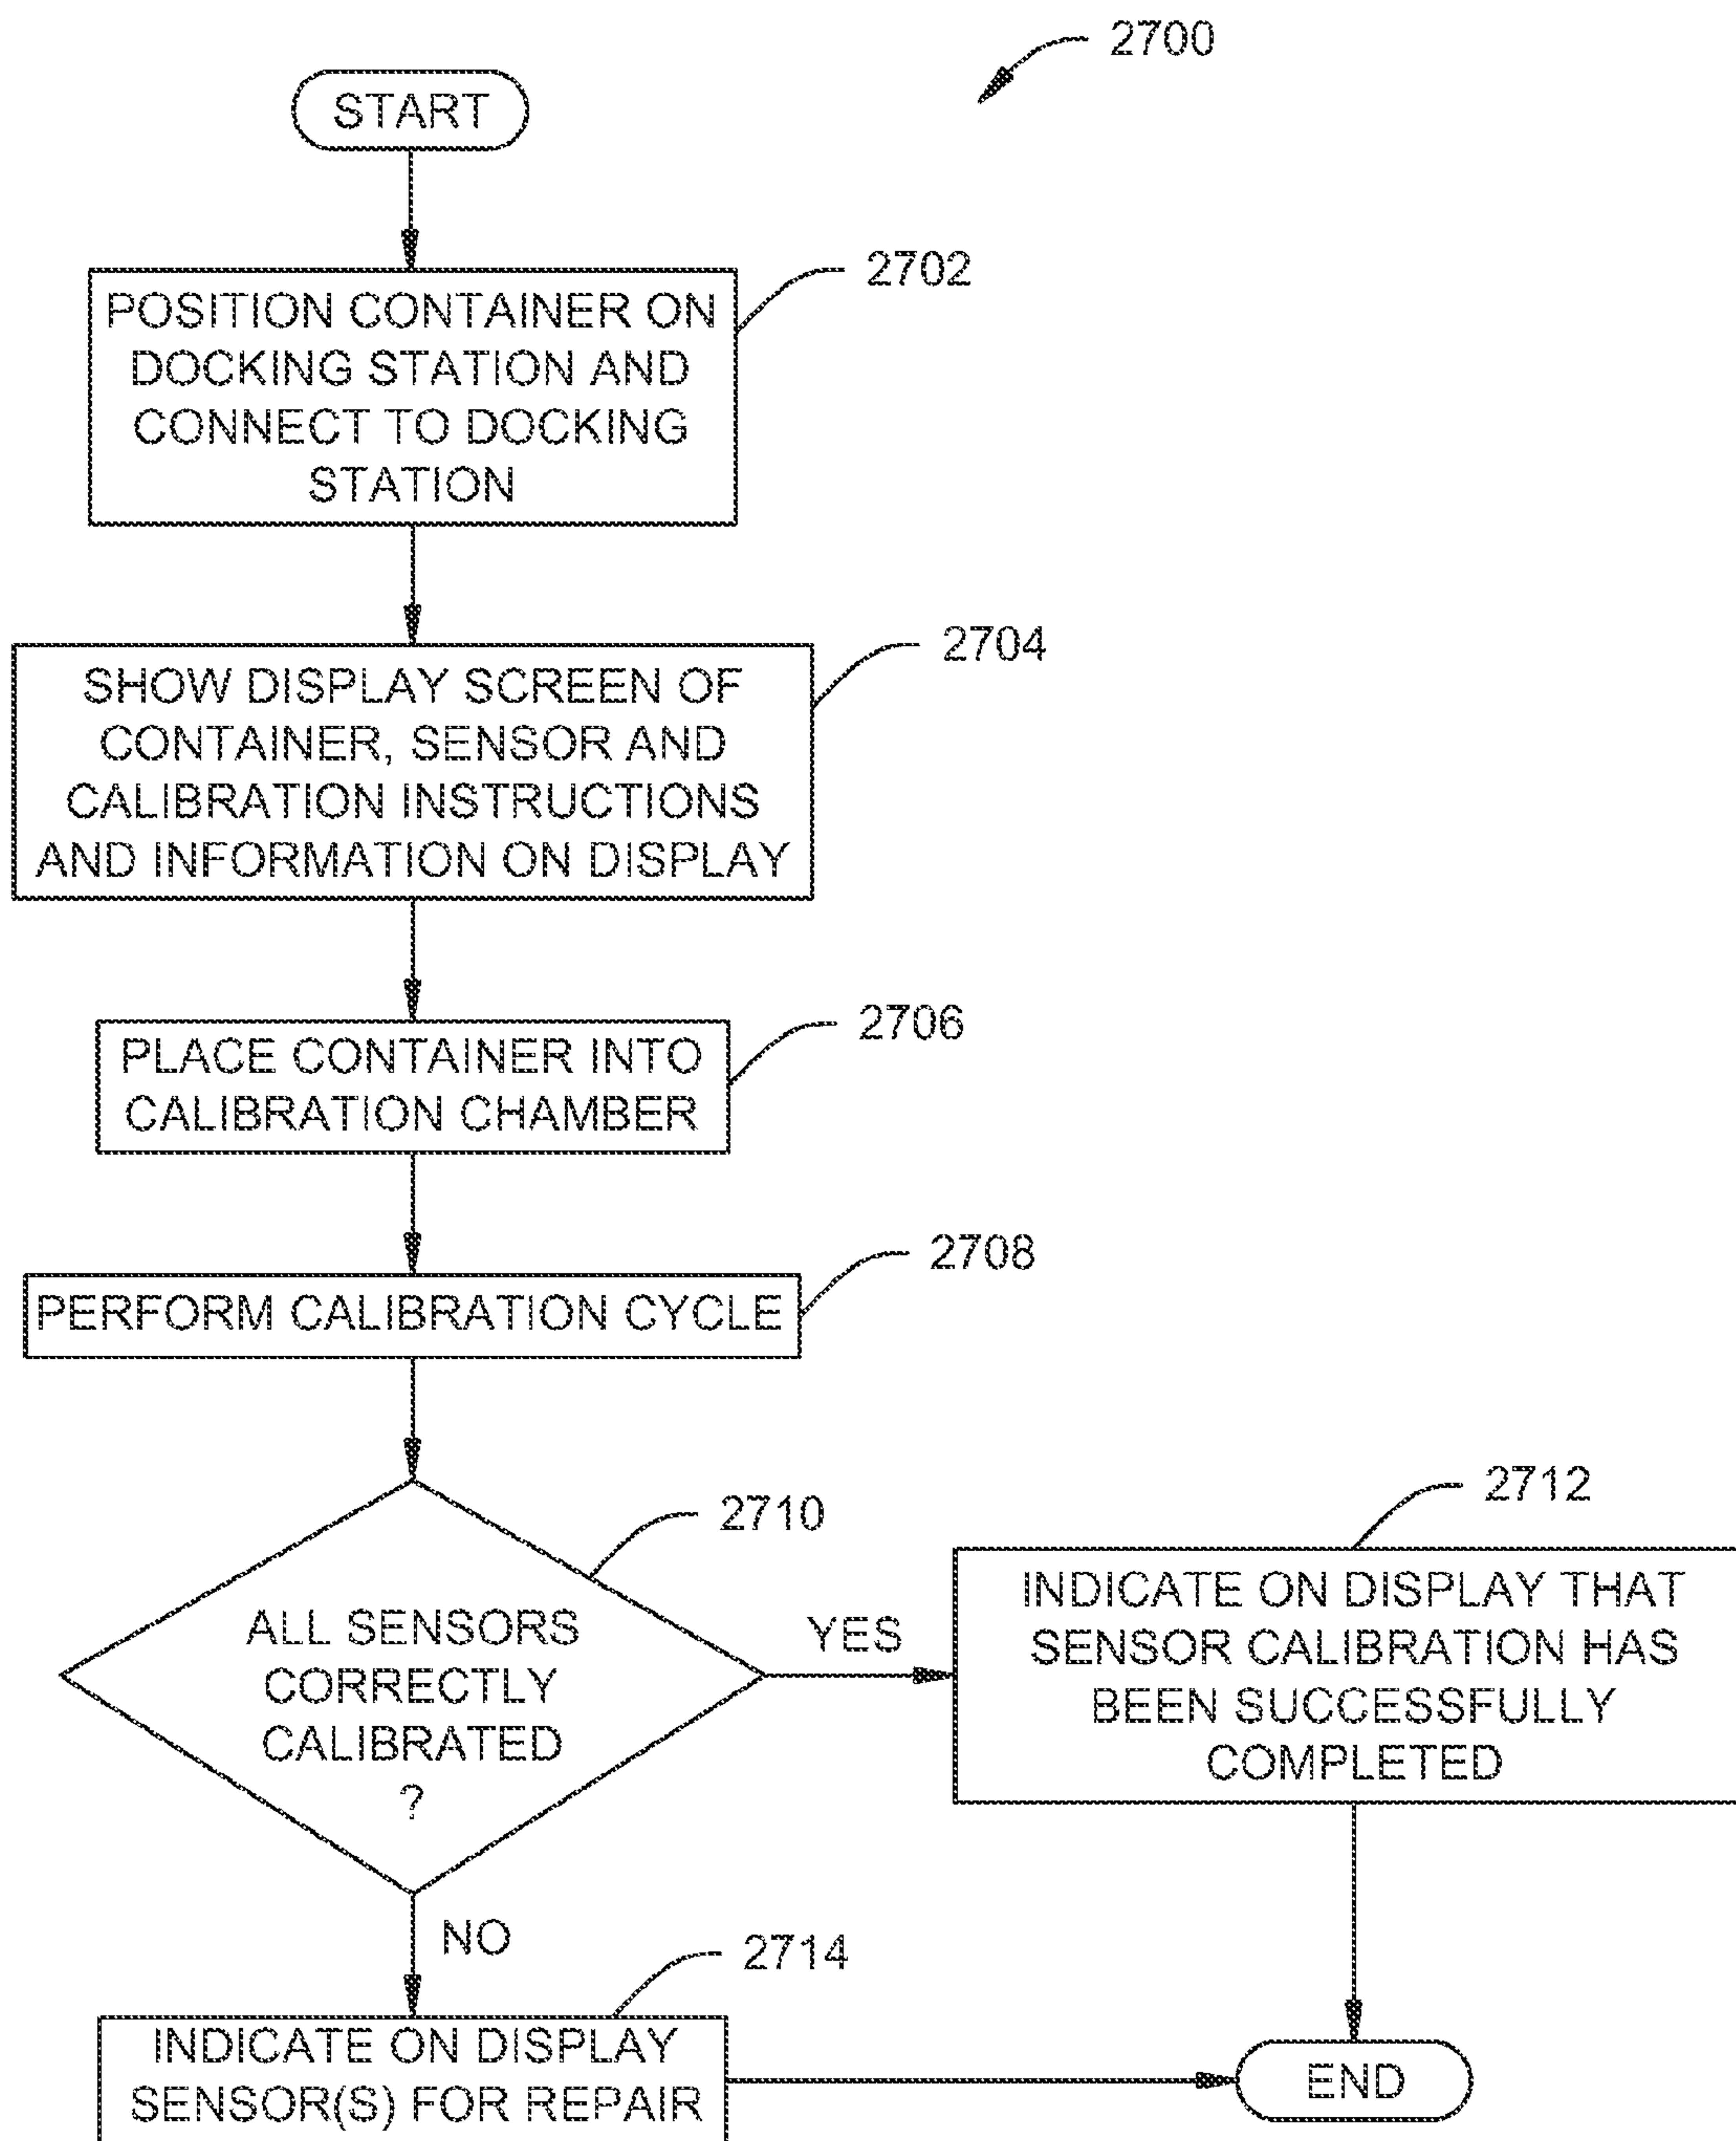 2700
START
2702
POSITION CONTAINER ON
DOCKING STATION AND
CONNECT TO DOCKING
STATION
2704
SHOW DISPLAY SCREEN OF
CONTAINER, SENSOR AND
CALIBRATION INSTRUCTIONS
AND INFORMATION ON DISPLAY
2706
PLACE CONTAINER INTO
CALIBRATION CHAMBER
2708
PERFORM CALIBRATION CYCLE
2710
ALL SENSORS
CORRECTLY
CALIBRATED
?
YES
2712
INDICATE ON DISPLAY THAT
SENSOR CALIBRATION HAS
BEEN SUCCESSFULLY
COMPLETED
NO
2714
INDICATE ON DISPLAY
SENSOR(S) FOR REPAIR
END